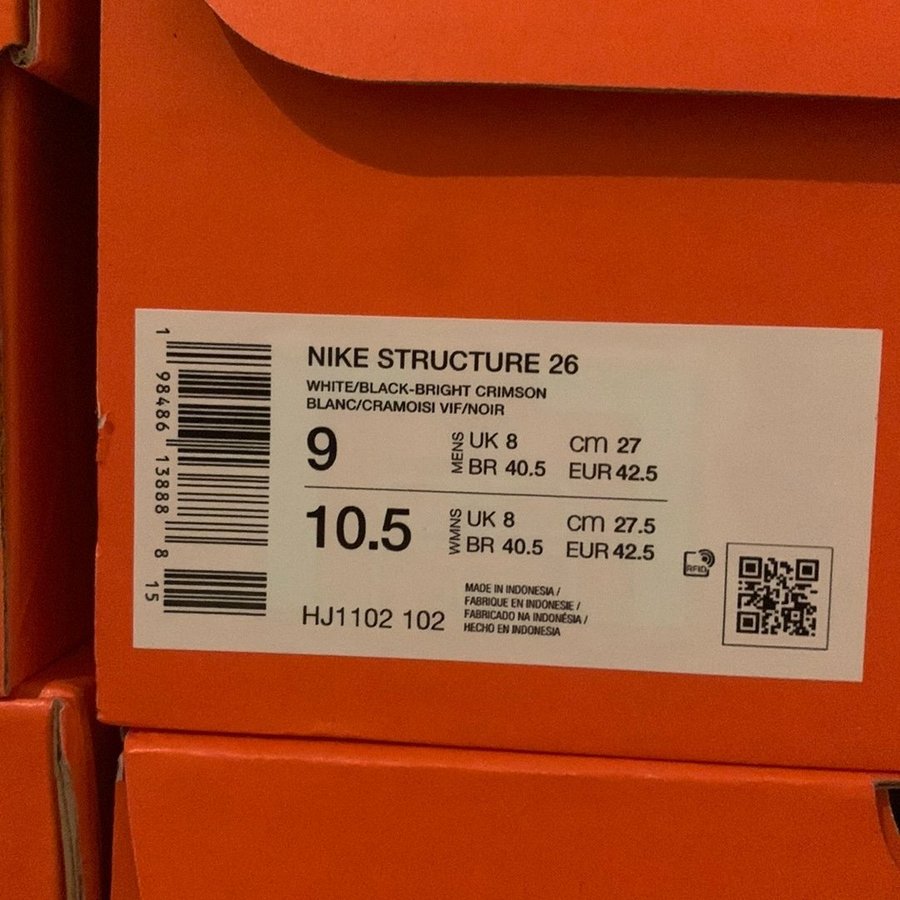 1 98486 13888 8 15
NIKE STRUCTURE 26
WHITE/BLACK-BRIGHT CRIMSON
BLANC/CRAMOISI VIF/NOIR
9 MENS UK 8 cm 27
BR 40.5 EUR 42.5
10.5 WMNS UK 8 cm 27.5
BR 40.5 EUR 42.5
RFID
HJ1102 102
MADE IN INDONESIA /
FABRIQUE EN INDONESIE /
FABRICADO NA INDONÉSIA /
HECHO EN INDONESIA